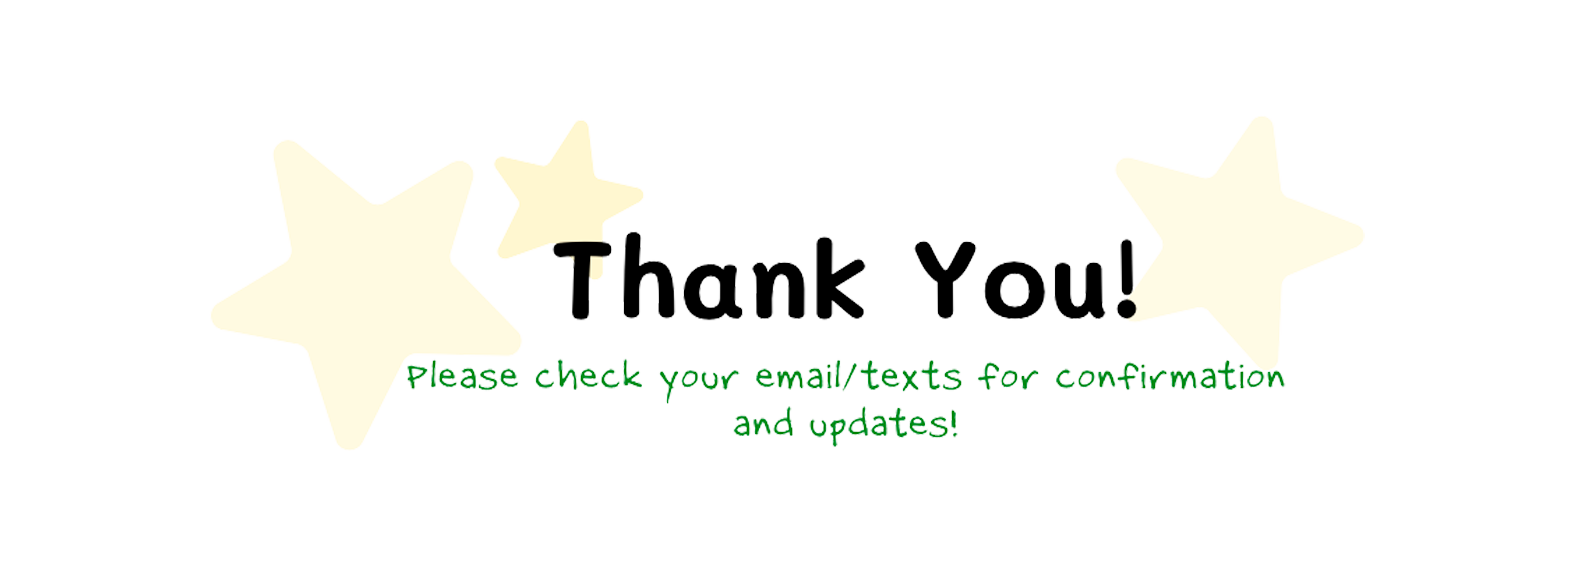 Thank You!
Please check your email/texts for confirmation
and updates!